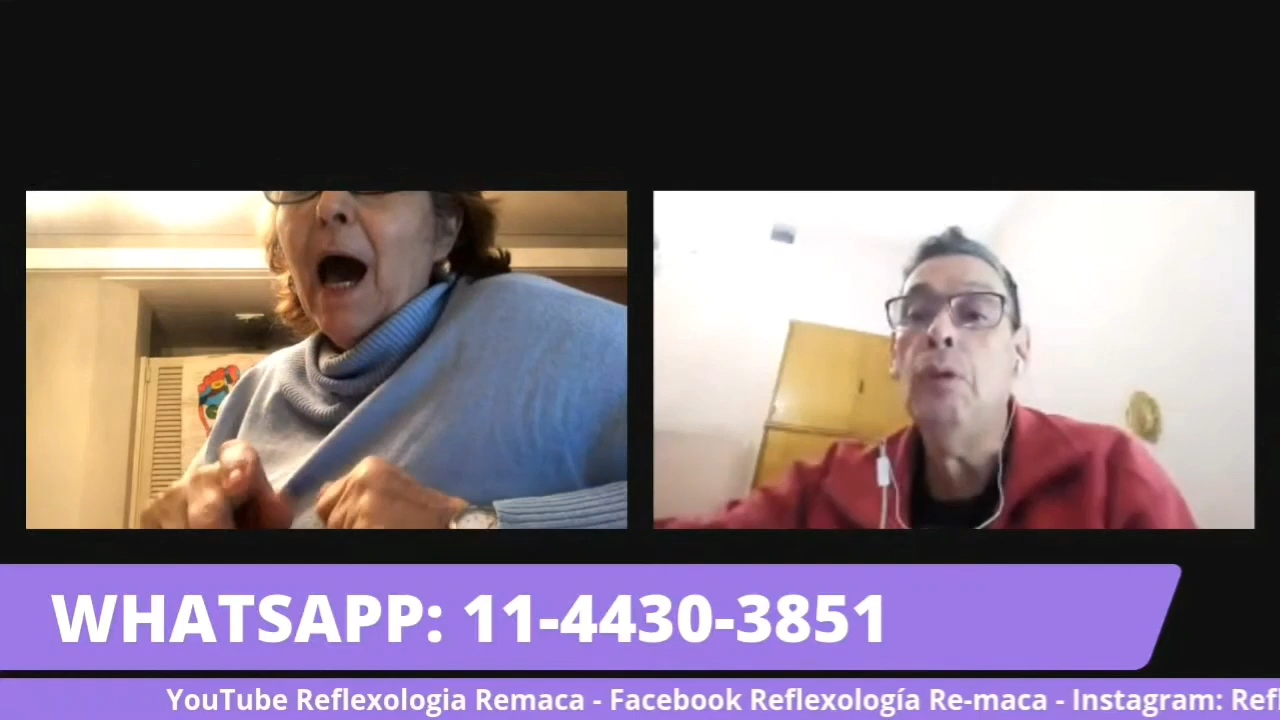 WHATSAPP: 11-4430-3851
YouTube Reflexologia Remaca - Facebook Reflexología Re-maca - Instagram: